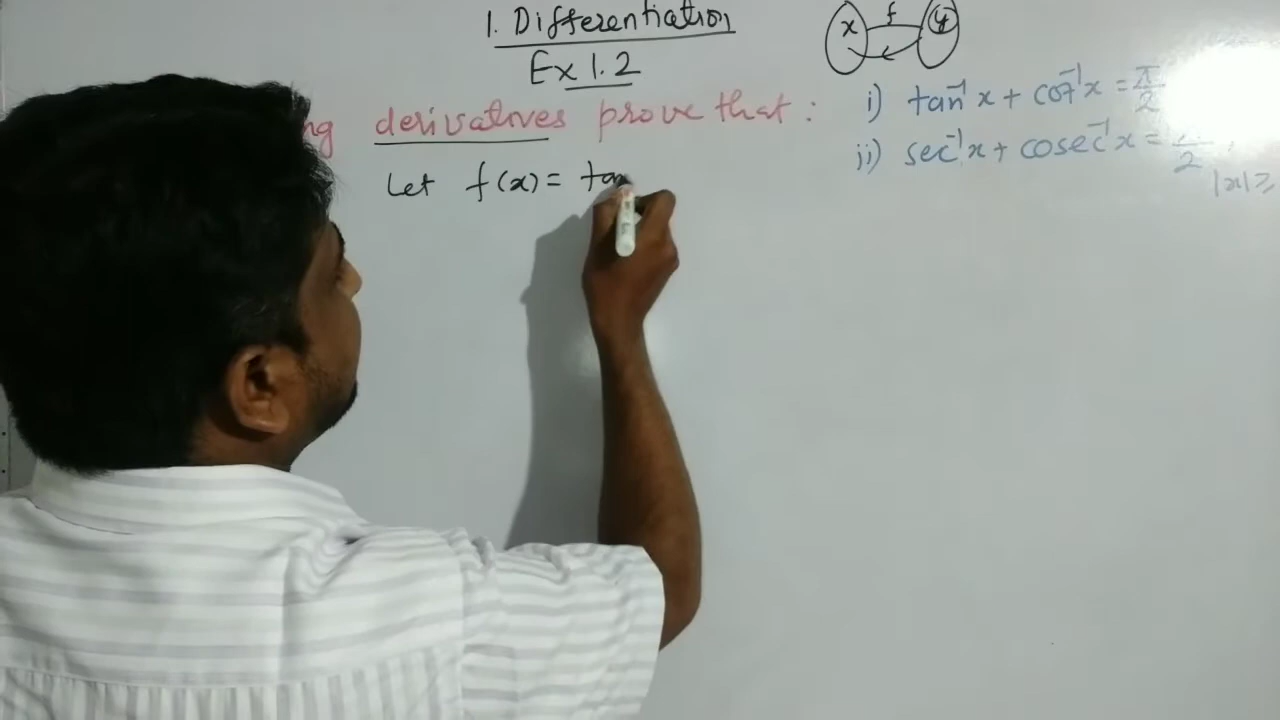 1. Differentiation
Ex 1.2
x f y
derivatives prove that :
i) tan⁻¹x + cot⁻¹x = π/2
ii) sec⁻¹x + cosec⁻¹x = π/2,
|x| ≥
Let f(x) = tan